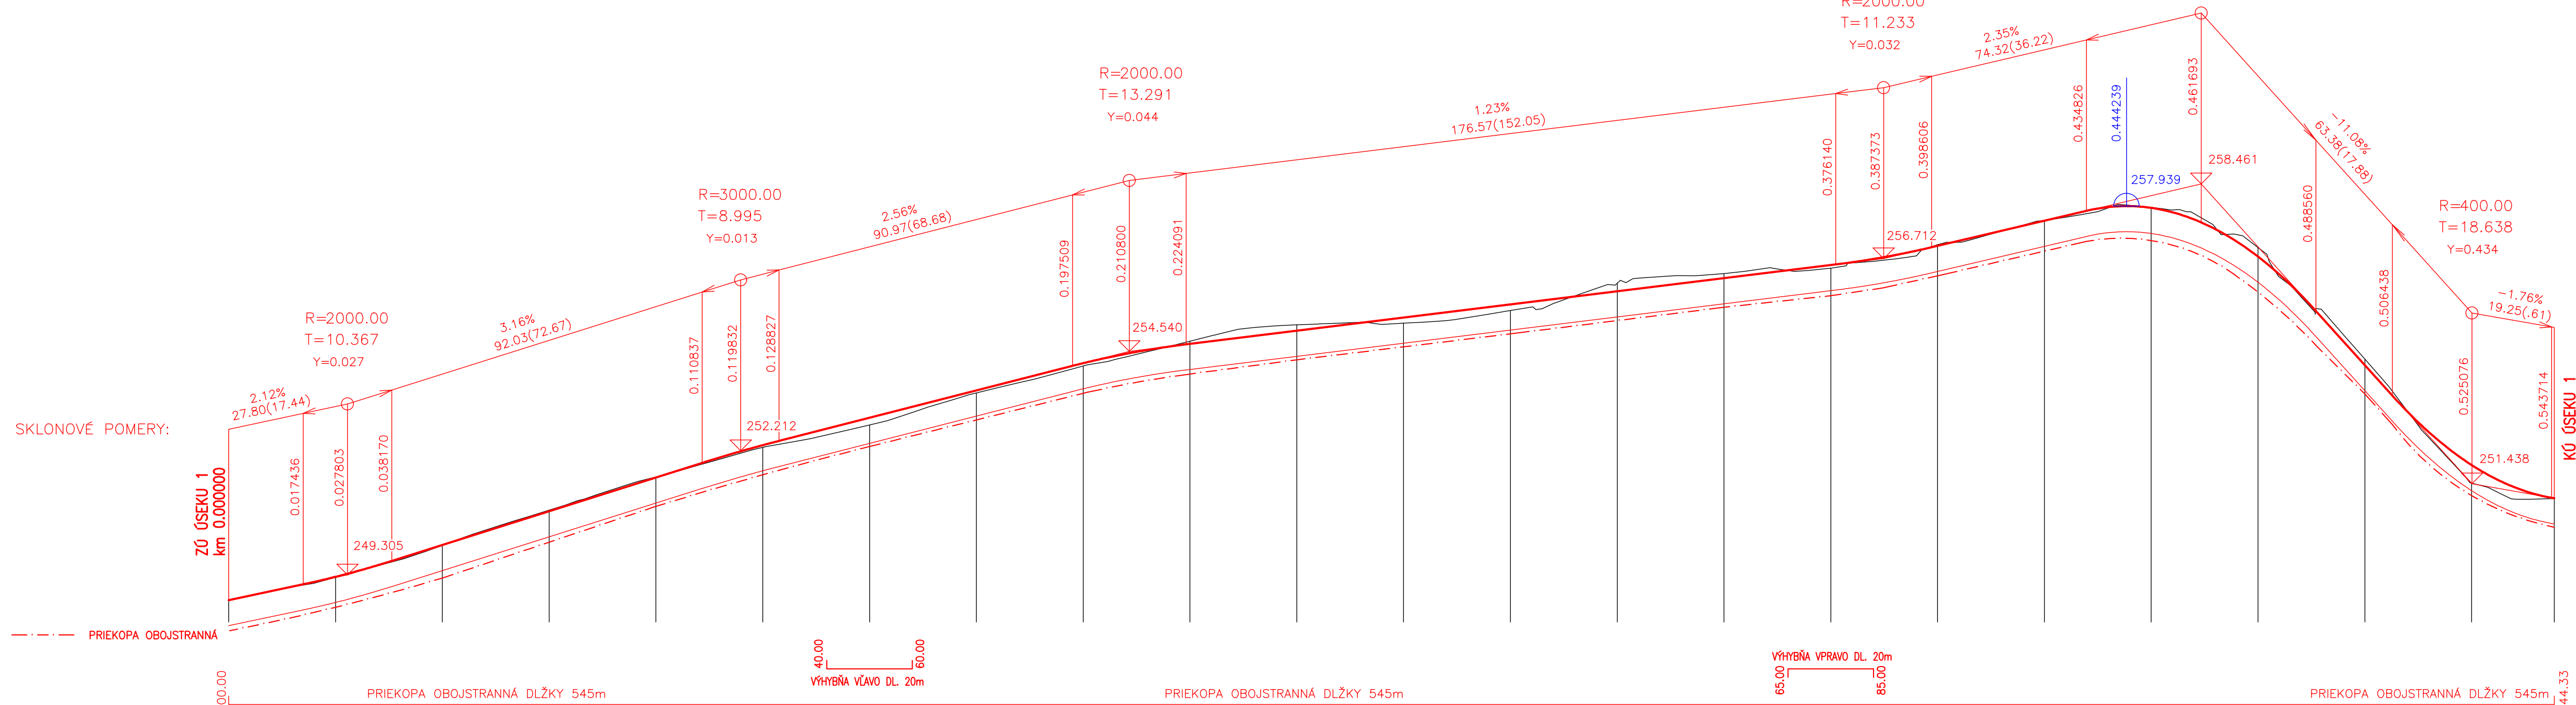 R=2000.00
T=11.233
Y=0.032
2.35%
74.32(36.22)
R=2000.00
T=13.291
Y=0.044
1.23%
176.57(152.05)
0.434826
0.444239
0.461693
258.461
257.939
-11.08%
63.38(17.88)
0.376140
0.387373
0.398606
256.712
R=3000.00
T=8.995
Y=0.013
2.56%
90.97(68.68)
0.197509
0.210800
0.224091
254.540
0.488560
R=400.00
T=18.638
Y=0.434
0.506438
-1.76%
19.25(.61)
0.525076
0.543714
251.438
KÚ ÚSEKU 1
R=2000.00
T=10.367
Y=0.027
3.16%
92.03(72.67)
0.110837
0.119832
0.128827
252.212
2.12%
27.80(17.44)
SKLONOVÉ POMERY:
ZÚ ÚSEKU 1
km 0.000000
0.017436
0.027803
0.038170
249.305
PRIEKOPA OBOJSTRANNÁ
40.00
60.00
VÝHYBŇA VĽAVO DL. 20m
VÝHYBŇA VPRAVO DL. 20m
65.00
85.00
00.00
PRIEKOPA OBOJSTRANNÁ DLŽKY 545m
PRIEKOPA OBOJSTRANNÁ DLŽKY 545m
PRIEKOPA OBOJSTRANNÁ DLŽKY 545m
44.33